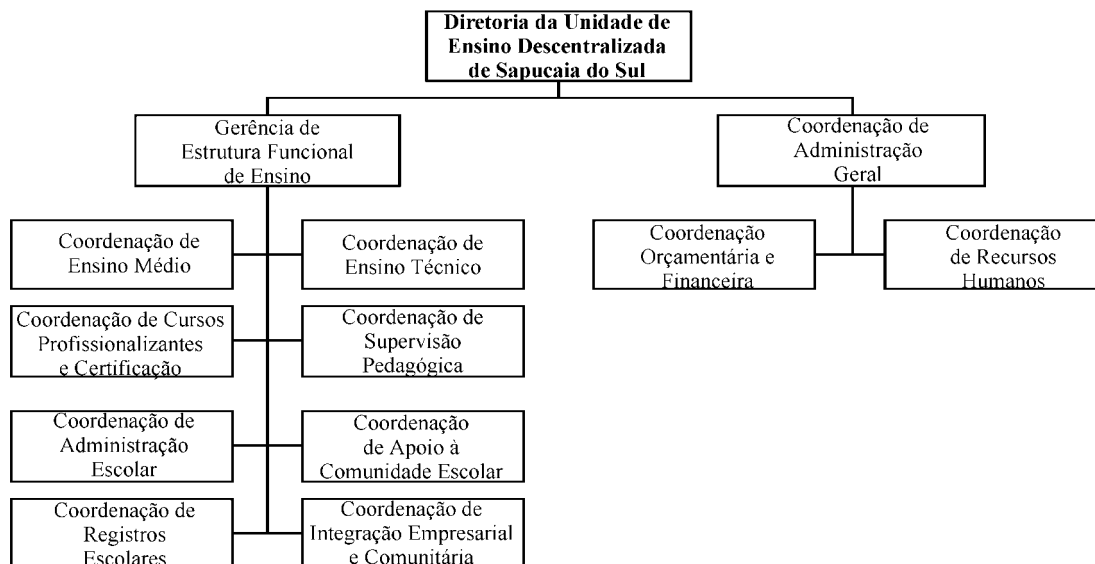 Diretoria da Unidade de
Ensino Descentralizada
de Sapucaia do Sul
Gerência de
Estrutura Funcional
de Ensino
Coordenação de
Administração
Geral
Coordenação de
Ensino Médio
Coordenação de
Ensino Técnico
Coordenação
Orçamentária e
Financeira
Coordenação
de Recursos
Humanos
Coordenação de Cursos
Profissionalizantes
e Certificação
Coordenação de
Supervisão
Pedagógica
Coordenação de
Administração
Escolar
Coordenação
de Apoio à
Comunidade Escolar
Coordenação de
Registros
Escolares
Coordenação de
Integração Empresarial
e Comunitária